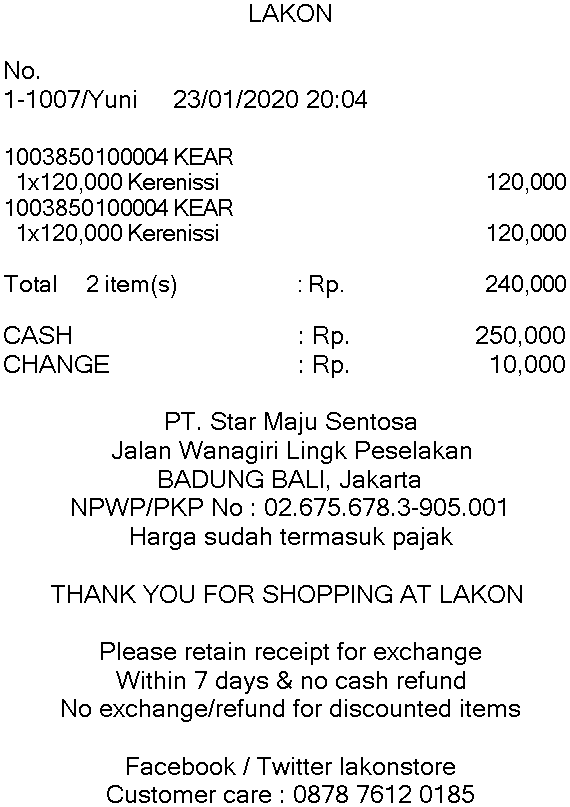 LAKON
No.
1-1007/Yuni 23/01/2020 20:04
1003850100004 KEAR
1x120,000 Kerenissi 120,000
1003850100004 KEAR
1x120,000 Kerenissi 120,000
Total 2 item(s) : Rp. 240,000
CASH : Rp. 250,000
CHANGE : Rp. 10,000
PT. Star Maju Sentosa
Jalan Wanagiri Lingk Peselakan
BADUNG BALI, Jakarta
NPWP/PKP No : 02.675.678.3-905.001
Harga sudah termasuk pajak
THANK YOU FOR SHOPPING AT LAKON
Please retain receipt for exchange
Within 7 days & no cash refund
No exchange/refund for discounted items
Facebook / Twitter lakonstore
Customer care : 0878 7612 0185